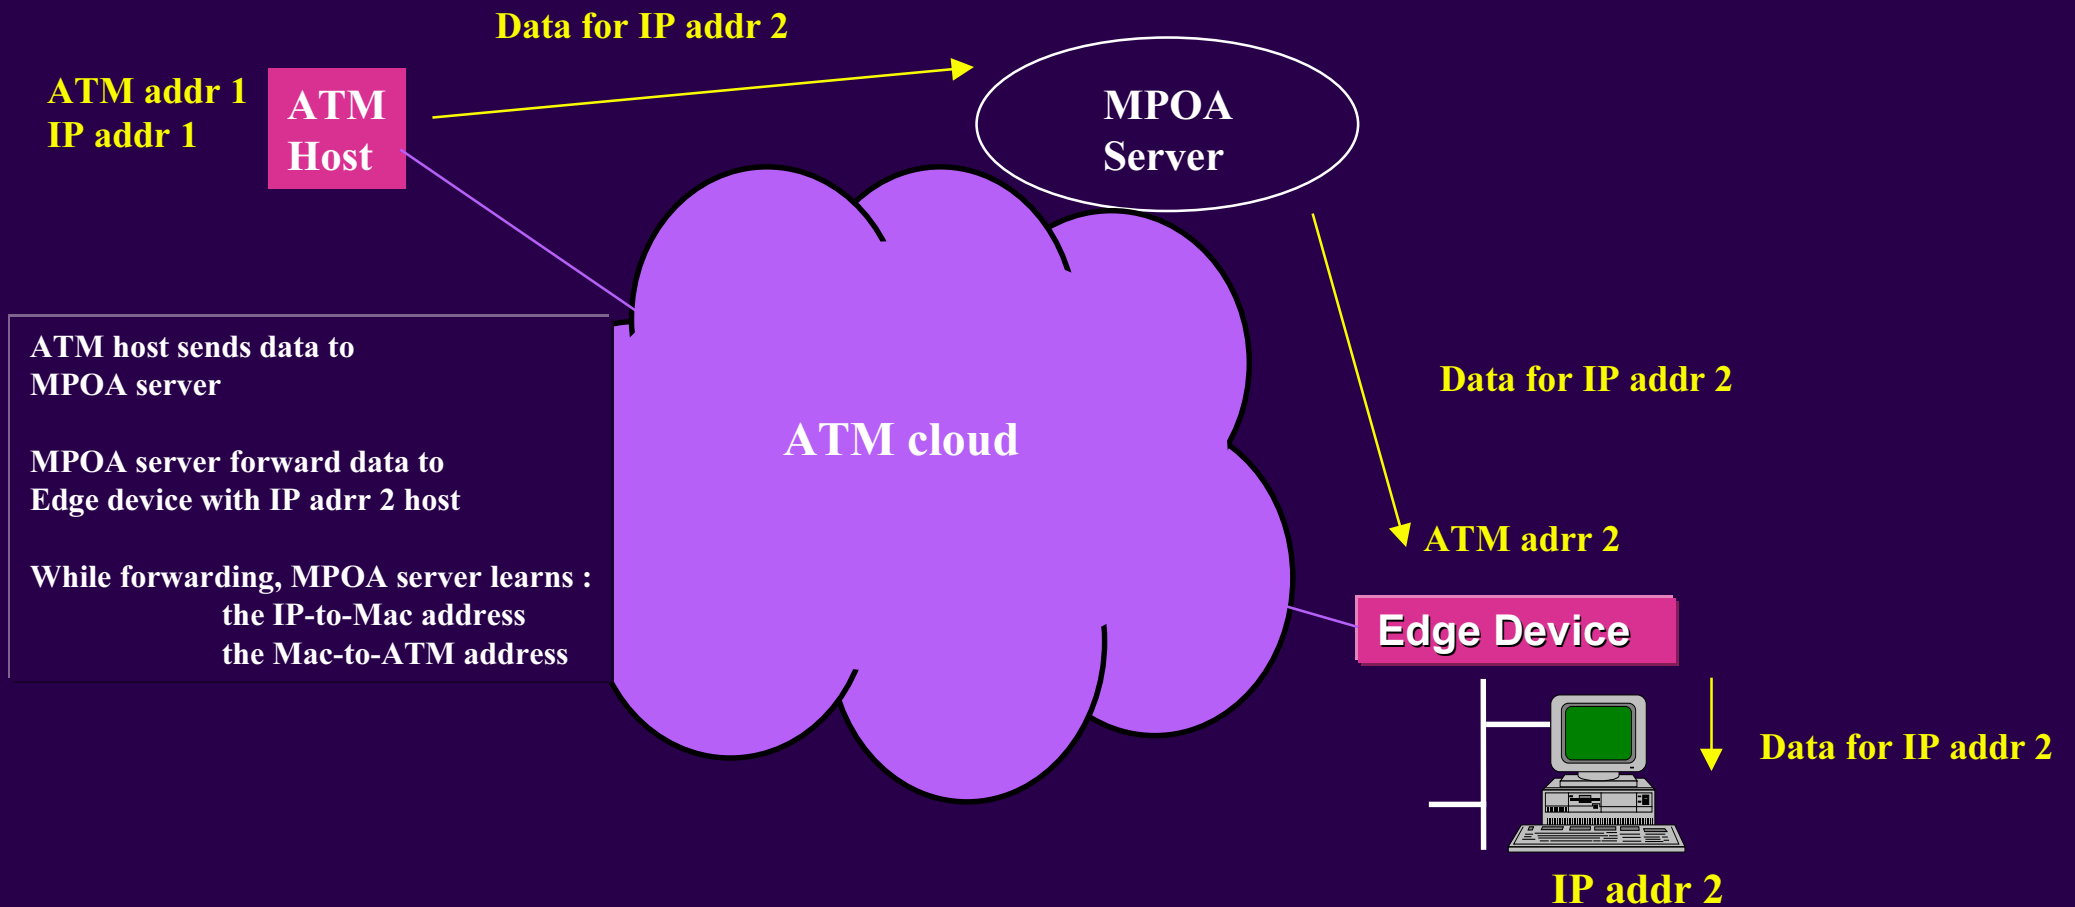 Data for IP addr 2
ATM addr 1
IP addr 1
ATM
Host
MPOA
Server
ATM host sends data to
MPOA server
MPOA server forward data to
Edge device with IP adrr 2 host
While forwarding, MPOA server learns :
the IP-to-Mac address
the Mac-to-ATM address
ATM cloud
Data for IP addr 2
ATM adrr 2
Edge Device
Data for IP addr 2
IP addr 2